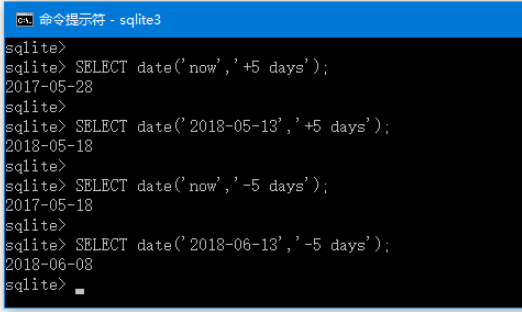 命令提示符 - sqlite3
sqlite>
sqlite> SELECT date('now','+5 days');
2017-05-28
sqlite>
sqlite> SELECT date('2018-05-13','+5 days');
2018-05-18
sqlite>
sqlite> SELECT date('now','-5 days');
2017-05-18
sqlite>
sqlite> SELECT date('2018-06-13','-5 days');
2018-06-08
sqlite>